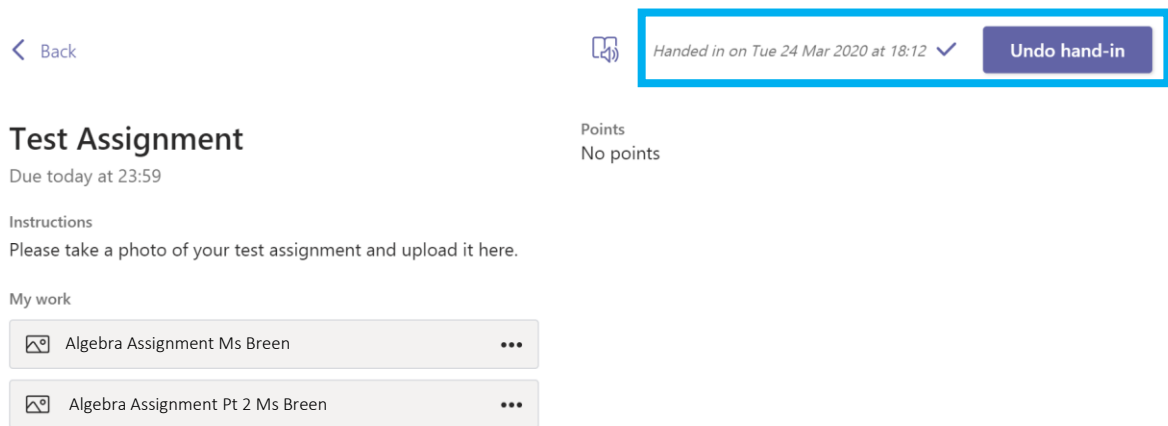 Back
Handed in on Tue 24 Mar 2020 at 18:12
Undo hand-in
Test Assignment
Due today at 23:59
Points
No points
Instructions
Please take a photo of your test assignment and upload it here.
My work
Algebra Assignment Ms Breen
Algebra Assignment Pt 2 Ms Breen